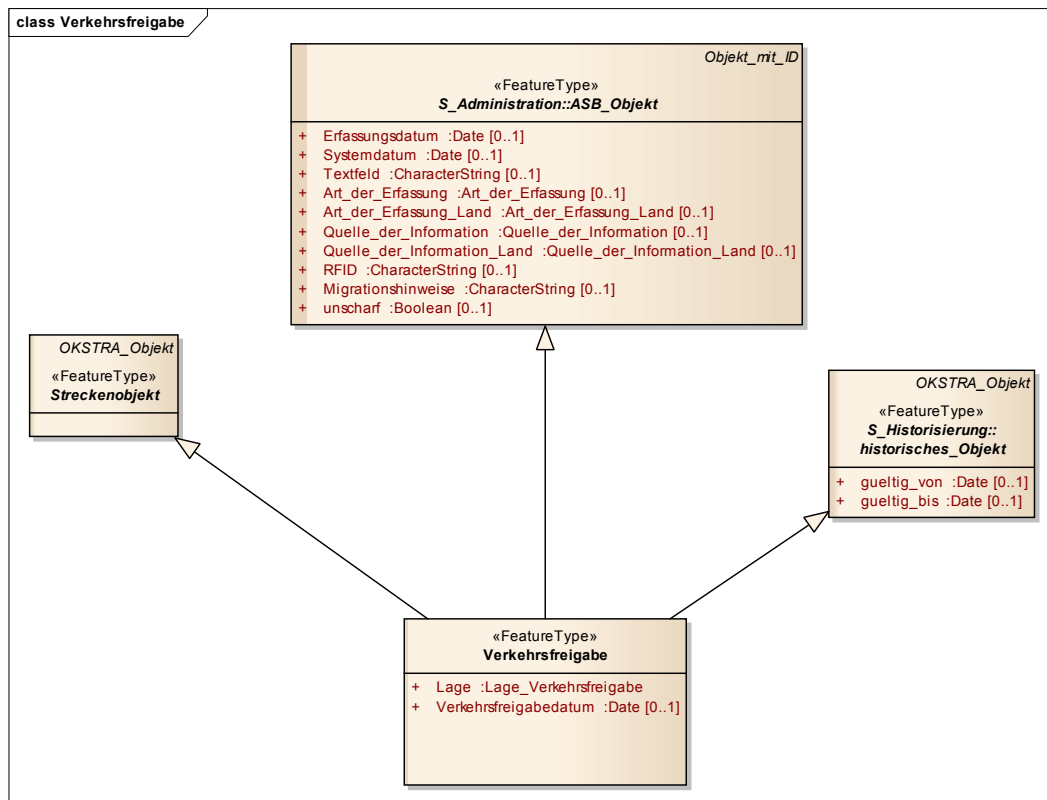 class Verkehrsfreigabe
Objekt_mit_ID
«FeatureType»
S_Administration::ASB_Objekt
+ Erfassungsdatum :Date [0..1]
+ Systemdatum :Date [0..1]
+ Textfeld :CharacterString [0..1]
+ Art_der_Erfassung :Art_der_Erfassung [0..1]
+ Art_der_Erfassung_Land :Art_der_Erfassung_Land [0..1]
+ Quelle_der_Information :Quelle_der_Information [0..1]
+ Quelle_der_Information_Land :Quelle_der_Information_Land [0..1]
+ RFID :CharacterString [0..1]
+ Migrationshinweise :CharacterString [0..1]
+ unscharf :Boolean [0..1]
OKSTRA_Objekt
«FeatureType»
Streckenobjekt
OKSTRA_Objekt
«FeatureType»
S_Historisierung::
historisches_Objekt
+ gueltig_von :Date [0..1]
+ gueltig_bis :Date [0..1]
«FeatureType»
Verkehrsfreigabe
+ Lage :Lage_Verkehrsfreigabe
+ Verkehrsfreigabedatum :Date [0..1]